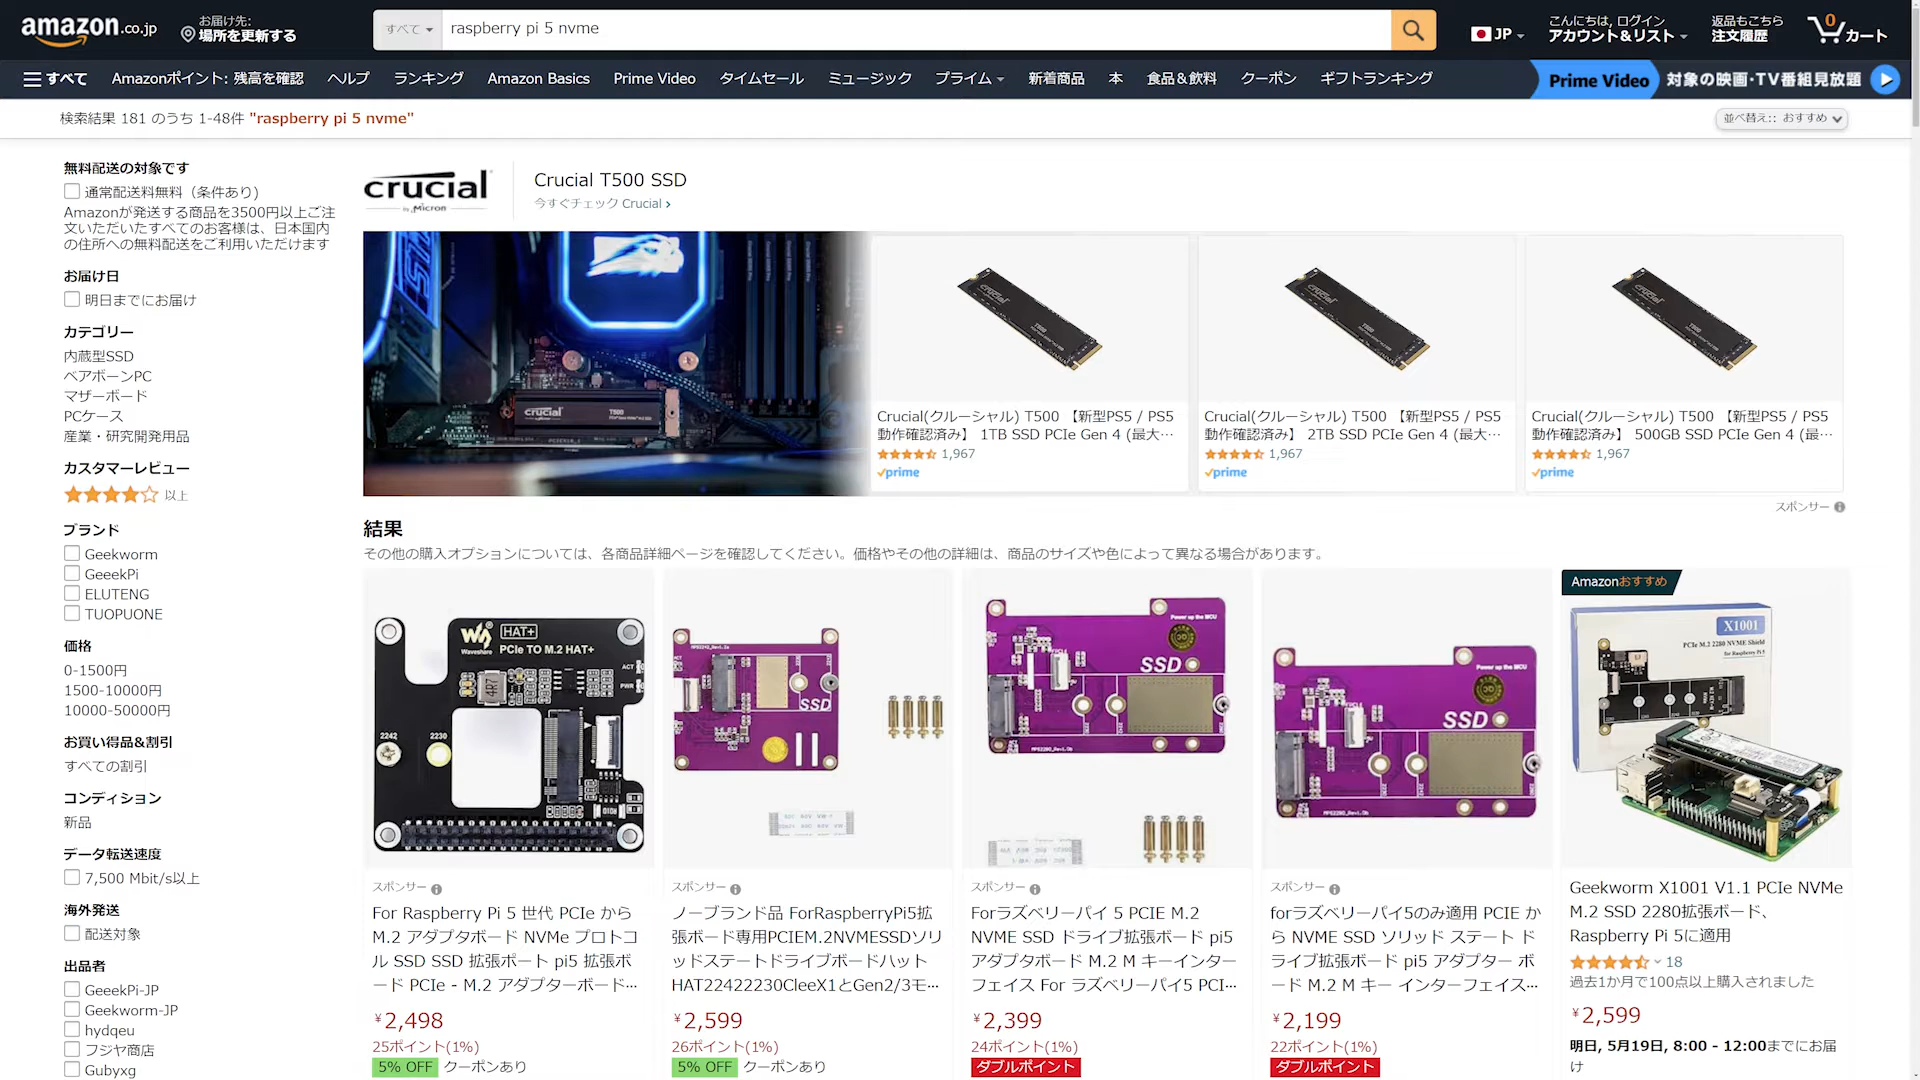 amazon.co.jp
お届け先:
場所を更新する
すべて
raspberry pi 5 nvme
JP
こんにちは, ログイン
アカウント&リスト
返品もこちら
注文履歴
0
カート
すべて
Amazonポイント: 残高を確認
ヘルプ
ランキング
Amazon Basics
Prime Video
タイムセール
ミュージック
プライム
新着商品
本
食品&飲料
クーポン
ギフトランキング
Prime Video
対象の映画・TV番組見放題
検索結果 181 のうち 1-48件 "raspberry pi 5 nvme"
並べ替え:: おすすめ
無料配送の対象です
通常配送料無料（条件あり)
Amazonが発送する商品を3500円以上ご注
文いただいたすべてのお客様は、日本国内
の住所への無料配送をご利用いただけます
お届け日
明日までにお届け
カテゴリー
内蔵型SSD
ベアボーンPC
マザーボード
PCケース
産業・研究開発用品
カスタマーレビュー
以上
ブランド
Geekworm
GeeekPi
ELUTENG
TUOPUONE
価格
0-1500円
1500-10000円
10000-50000円
お買い得品&割引
すべての割引
コンディション
新品
データ転送速度
7,500 Mbit/s以上
海外発送
配送対象
出品者
GeeekPi-JP
Geekworm-JP
hydqeu
フジヤ商店
Gubyxg
crucial
by Micron
Crucial T500 SSD
今すぐチェック Crucial ›
crucial T500
Crucial(クルーシャル) T500 【新型PS5 / PS5
動作確認済み】 1TB SSD PCIe Gen 4 (最大…
1,967
prime
Crucial(クルーシャル) T500 【新型PS5 / PS5
動作確認済み】 2TB SSD PCIe Gen 4 (最大…
1,967
prime
Crucial(クルーシャル) T500 【新型PS5 / PS5
動作確認済み】 500GB SSD PCIe Gen 4 (最…
1,967
prime
スポンサー
結果
その他の購入オプションについては、各商品詳細ページを確認してください。価格やその他の詳細は、商品のサイズや色によって異なる場合があります。
Waveshare
HAT+
PCIe TO M.2 HAT+
ACT
PWR
2242
2230
4R7
スポンサー
For Raspberry Pi 5 世代 PCIe から
M.2 アダプタボード NVMe プロトコ
ル SSD SSD 拡張ポート pi5 拡張ボ
ード PCIe - M.2 アダプターボード…
¥2,498
25ポイント(1%)
5% OFF クーポンあり
SSD
スポンサー
ノーブランド品 ForRaspberryPi5拡
張ボード専用PCIEM.2NVMESSDソリ
ッドステートドライブボードハット
HAT22422230CleeX1とGen2/3モ…
¥2,599
26ポイント(1%)
5% OFF クーポンあり
Power up the MCU
SSD
スポンサー
Forラズベリーパイ 5 PCIE M.2
NVME SSD ドライブ拡張ボード pi5
アダプタボード M.2 M キーインター
フェイス For ラズベリーパイ5 PCI…
¥2,399
24ポイント(1%)
ダブルポイント
Power up the MCU
SSD
スポンサー
forラズベリーパイ5のみ適用 PCIE か
ら NVME SSD ソリッド ステート ド
ライブ拡張ボード pi5 アダプター ボ
ード M.2 M キー インターフェイス…
¥2,199
22ポイント(1%)
ダブルポイント
Amazonおすすめ
X1001
PCIe M.2 2280 NVME Shield
for Raspberry Pi 5
Geekworm X1001 V1.1 PCIe NVMe
M.2 SSD 2280拡張ボード、
Raspberry Pi 5に適用
18
過去1か月で100点以上購入されました
¥2,599
明日, 5月19日, 8:00 - 12:00までにお届
け